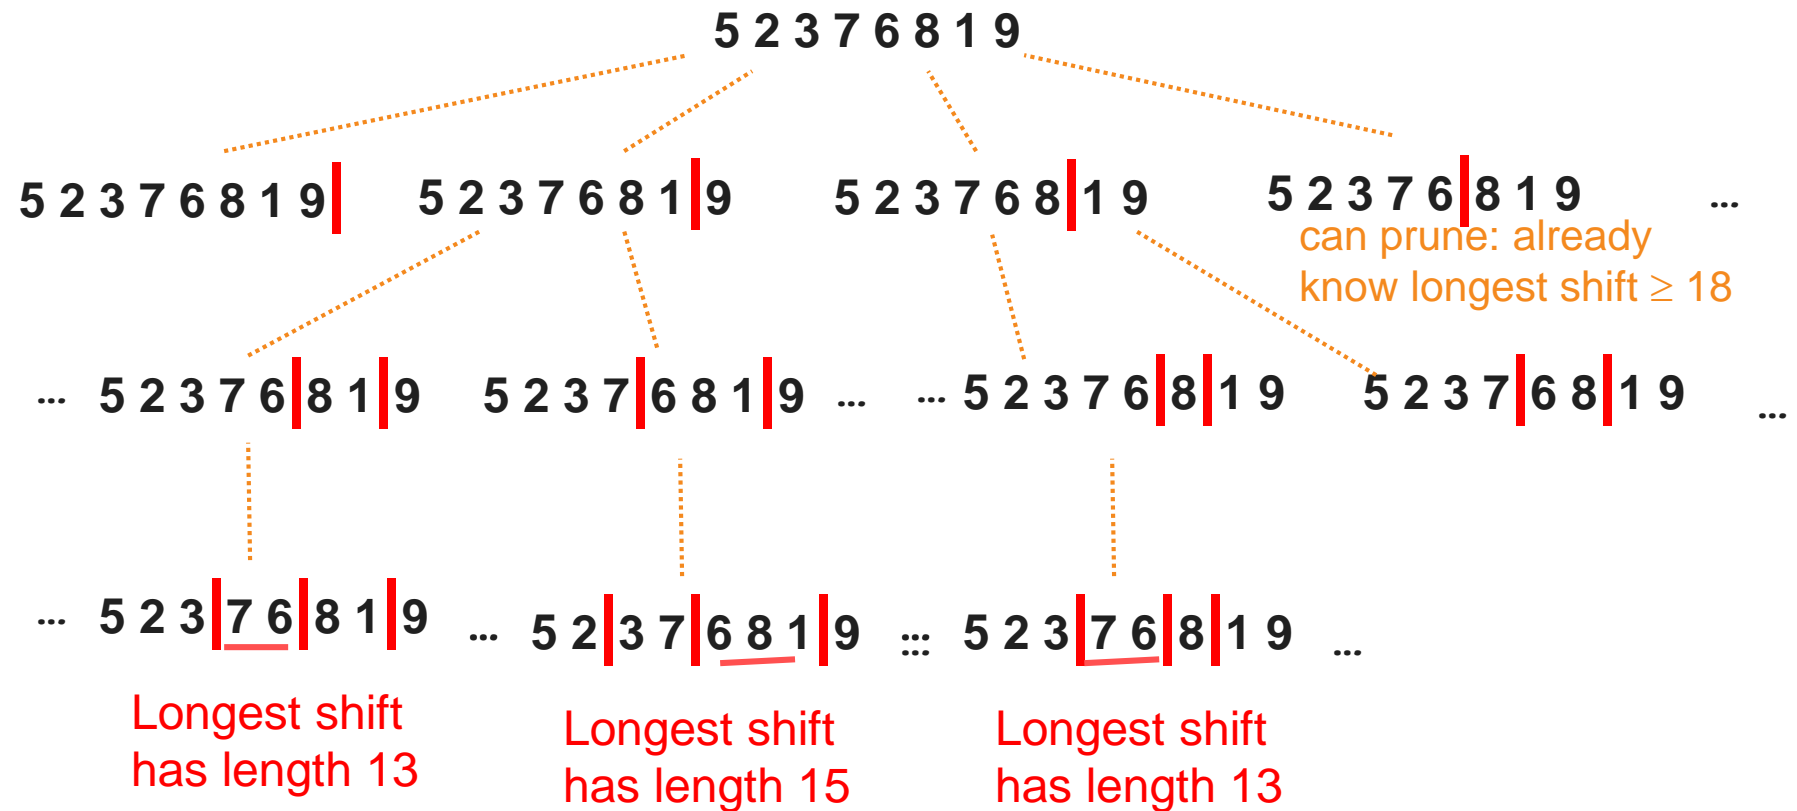 5 2 3 7 6 8 1 9
5 2 3 7 6 8 1 9 5 2 3 7 6 8 1 9 5 2 3 7 6 8 1 9 5 2 3 7 6 8 1 9 ...
can prune: already
know longest shift ≥ 18
... 5 2 3 7 6 8 1 9 5 2 3 7 6 8 1 9 ... ... 5 2 3 7 6 8 1 9 5 2 3 7 6 8 1 9 ...
... 5 2 3 7 6 8 1 9 ... 5 2 3 7 6 8 1 9 ... ... 5 2 3 7 6 8 1 9 ...
Longest shift
has length 13
Longest shift
has length 15
Longest shift
has length 13